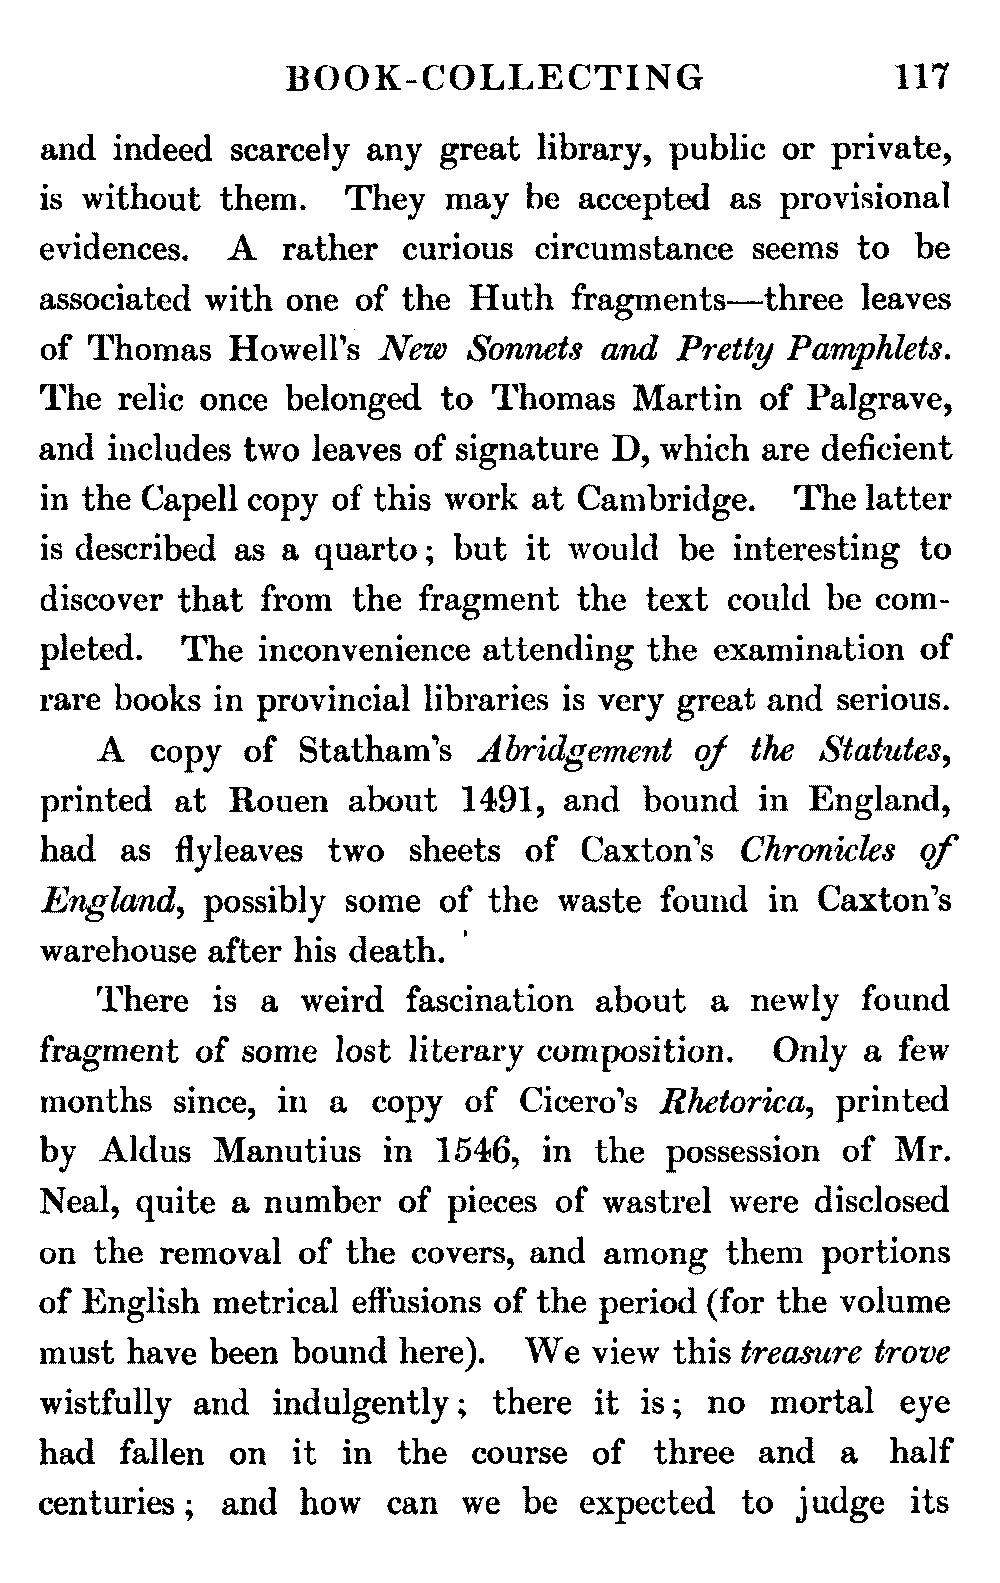 BOOK-COLLECTING 117
and indeed scarcely any great library, public or private,
is without them. They may be accepted as provisional
evidences. A rather curious circumstance seems to be
associated with one of the Huth fragments—three leaves
of Thomas Howell's New Sonnets and Pretty Pamphlets.
The relic once belonged to Thomas Martin of Palgrave,
and includes two leaves of signature D, which are deficient
in the Capell copy of this work at Cambridge. The latter
is described as a quarto; but it would be interesting to
discover that from the fragment the text could be com-
pleted. The inconvenience attending the examination of
rare books in provincial libraries is very great and serious.
A copy of Statham's Abridgement of the Statutes,
printed at Rouen about 1491, and bound in England,
had as flyleaves two sheets of Caxton's Chronicles of
England, possibly some of the waste found in Caxton's
warehouse after his death.
There is a weird fascination about a newly found
fragment of some lost literary composition. Only a few
months since, in a copy of Cicero's Rhetorica, printed
by Aldus Manutius in 1546, in the possession of Mr.
Neal, quite a number of pieces of wastrel were disclosed
on the removal of the covers, and among them portions
of English metrical effusions of the period (for the volume
must have been bound here). We view this treasure trove
wistfully and indulgently; there it is; no mortal eye
had fallen on it in the course of three and a half
centuries; and how can we be expected to judge its